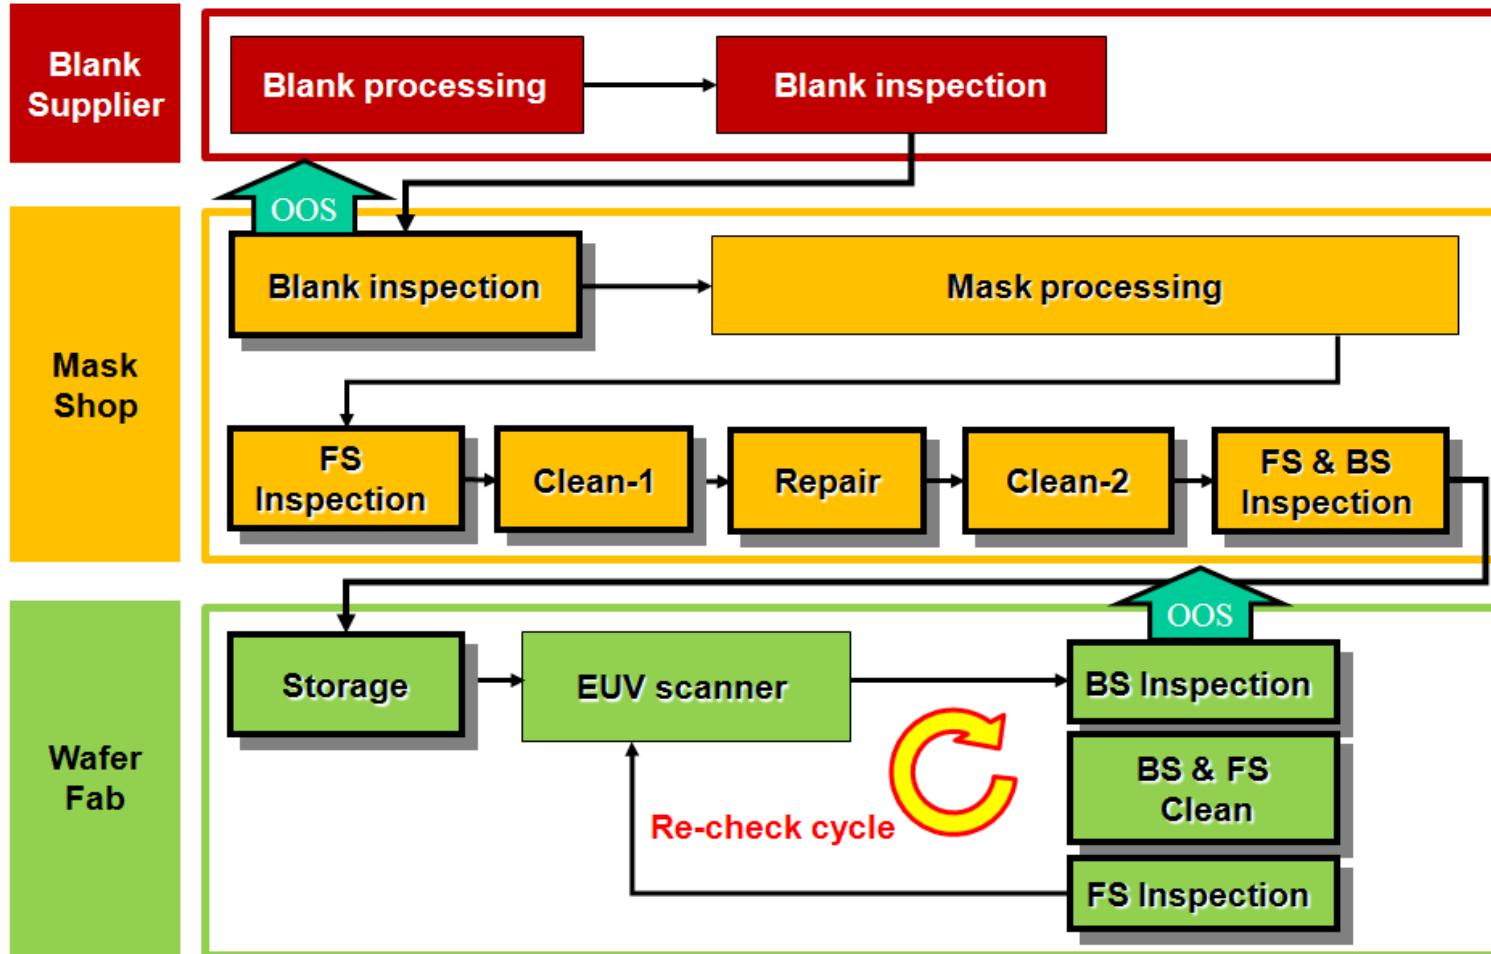 Blank
Supplier
Blank processing
Blank inspection
OOS
Mask
Shop
Blank inspection
Mask processing
FS
Inspection
Clean-1
Repair
Clean-2
FS & BS
Inspection
OOS
Wafer
Fab
Storage
EUV scanner
BS Inspection
BS & FS
Clean
Re-check cycle
FS Inspection